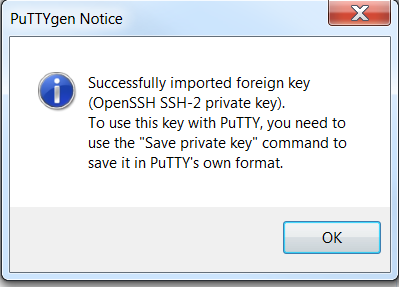 PuTTYgen Notice
Successfully imported foreign key
(OpenSSH SSH-2 private key).
To use this key with PuTTY, you need to
use the "Save private key" command to
save it in PuTTY's own format.
OK